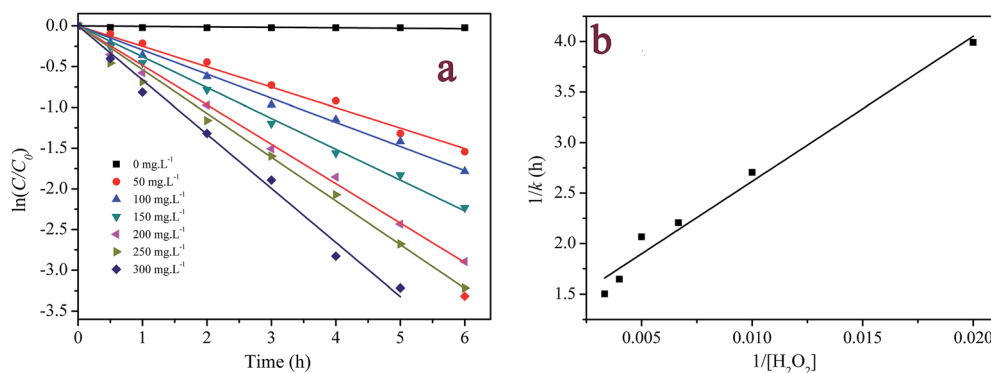 a
ln(C/C₀)
0.0
-0.5
-1.0
-1.5
-2.0
-2.5
-3.0
-3.5
0 mg.L⁻¹
50 mg.L⁻¹
100 mg.L⁻¹
150 mg.L⁻¹
200 mg.L⁻¹
250 mg.L⁻¹
300 mg.L⁻¹
0 1 2 3 4 5 6
Time (h)
b
1/k (h)
4.0
3.5
3.0
2.5
2.0
1.5
0.005 0.010 0.015 0.020
1/[H₂O₂]